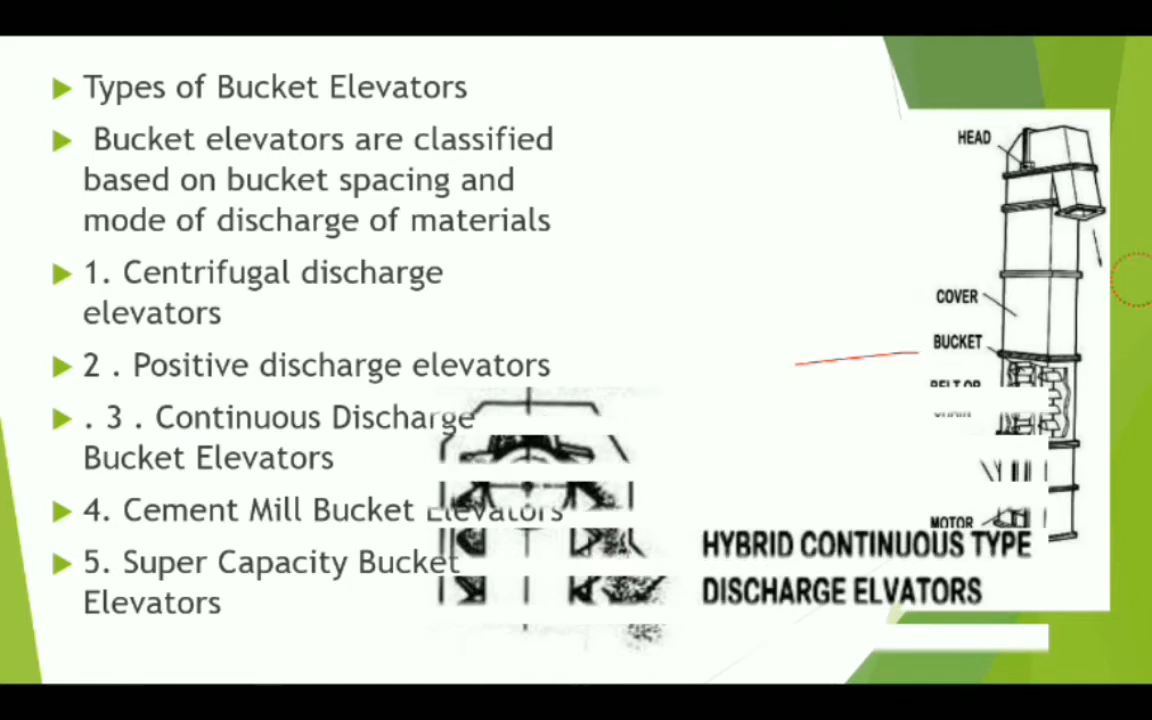 Types of Bucket Elevators
Bucket elevators are classified
based on bucket spacing and
mode of discharge of materials
1. Centrifugal discharge
elevators
2 . Positive discharge elevators
. 3 . Continuous Discharge
Bucket Elevators
4. Cement Mill Bucket Elevators
5. Super Capacity Bucket
Elevators
HEAD
COVER
BUCKET
MOTOR
HYBRID CONTINUOUS TYPE
DISCHARGE ELVATORS